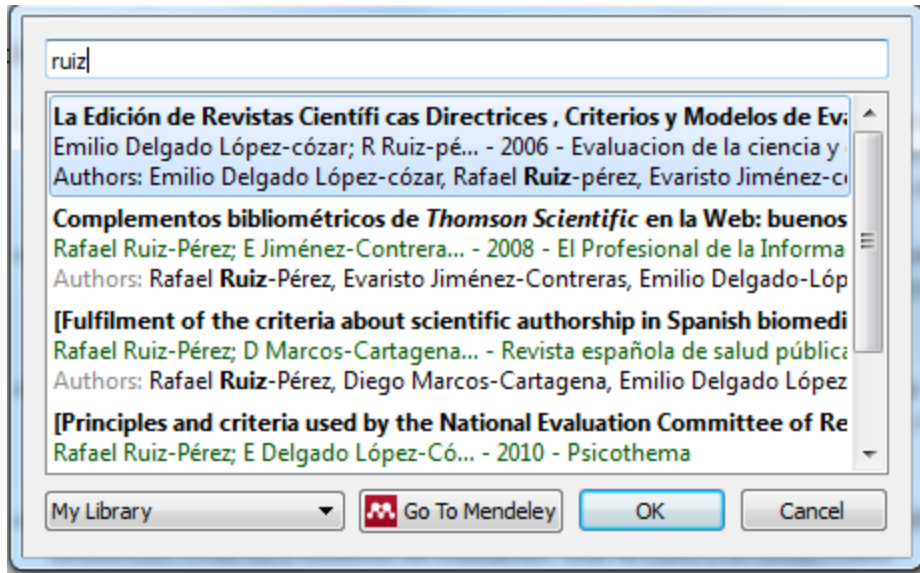 ruiz
La Edición de Revistas Científi cas Directrices , Criterios y Modelos de Eva
Emilio Delgado López-cózar; R Ruiz-pé... - 2006 - Evaluacion de la ciencia y
Authors: Emilio Delgado López-cózar, Rafael Ruiz-pérez, Evaristo Jiménez-c
Complementos bibliométricos de Thomson Scientific en la Web: buenos
Rafael Ruiz-Pérez; E Jiménez-Contrera... - 2008 - El Profesional de la Informa
Authors: Rafael Ruiz-Pérez, Evaristo Jiménez-Contreras, Emilio Delgado-Lóp
[Fulfilment of the criteria about scientific authorship in Spanish biomedi
Rafael Ruiz-Pérez; D Marcos-Cartagena... - Revista española de salud pública
Authors: Rafael Ruiz-Pérez, Diego Marcos-Cartagena, Emilio Delgado López
[Principles and criteria used by the National Evaluation Committee of Re
Rafael Ruiz-Pérez; E Delgado López-Có... - 2010 - Psicothema
My Library Go To Mendeley OK Cancel